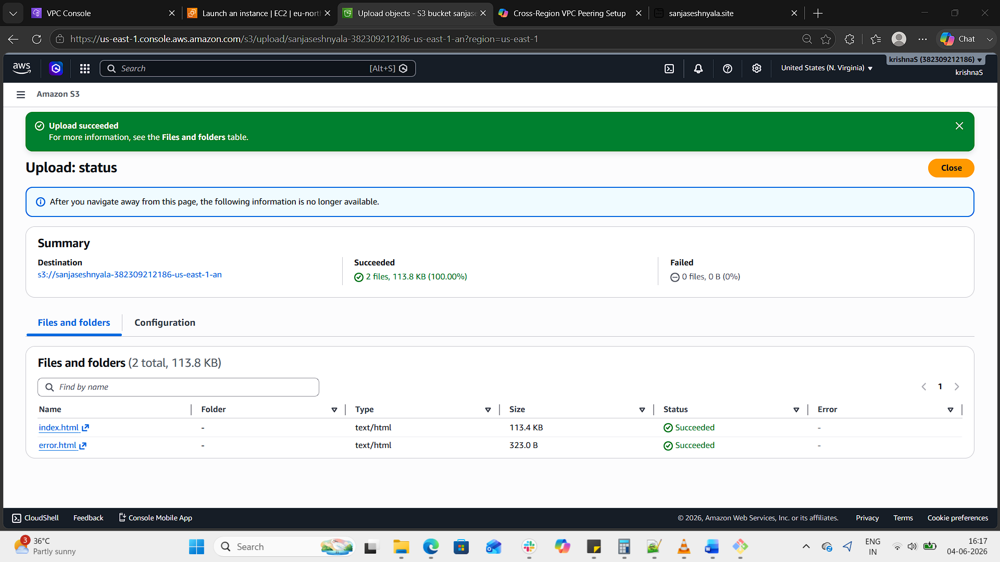 VPC Console
Launch an instance | EC2 | eu-nort
Upload objects - S3 bucket sanjase
Cross-Region VPC Peering Setup
sanjaseshnyala.site
https://us-east-1.console.aws.amazon.com/s3/upload/sanjaseshnyala-382309212186-us-east-1-an?region=us-east-1
Chat
aws
Search
[Alt+S]
United States (N. Virginia)
krishnaS (382309212186)
krishnaS
Amazon S3
Upload succeeded
For more information, see the Files and folders table.
Upload: status
Close
After you navigate away from this page, the following information is no longer available.
Summary
Destination
s3://sanjaseshnyala-382309212186-us-east-1-an
Succeeded
2 files, 113.8 KB (100.00%)
Failed
0 files, 0 B (0%)
Files and folders
Configuration
Files and folders (2 total, 113.8 KB)
Find by name
1
Name Folder Type Size Status Error
index.html - text/html 113.4 KB Succeeded -
error.html - text/html 323.0 B Succeeded -
CloudShell
Feedback
Console Mobile App
© 2026, Amazon Web Services, Inc. or its affiliates.
Privacy
Terms
Cookie preferences
3
36°C
Partly sunny
Search
ENG
IN
16:17
04-06-2026